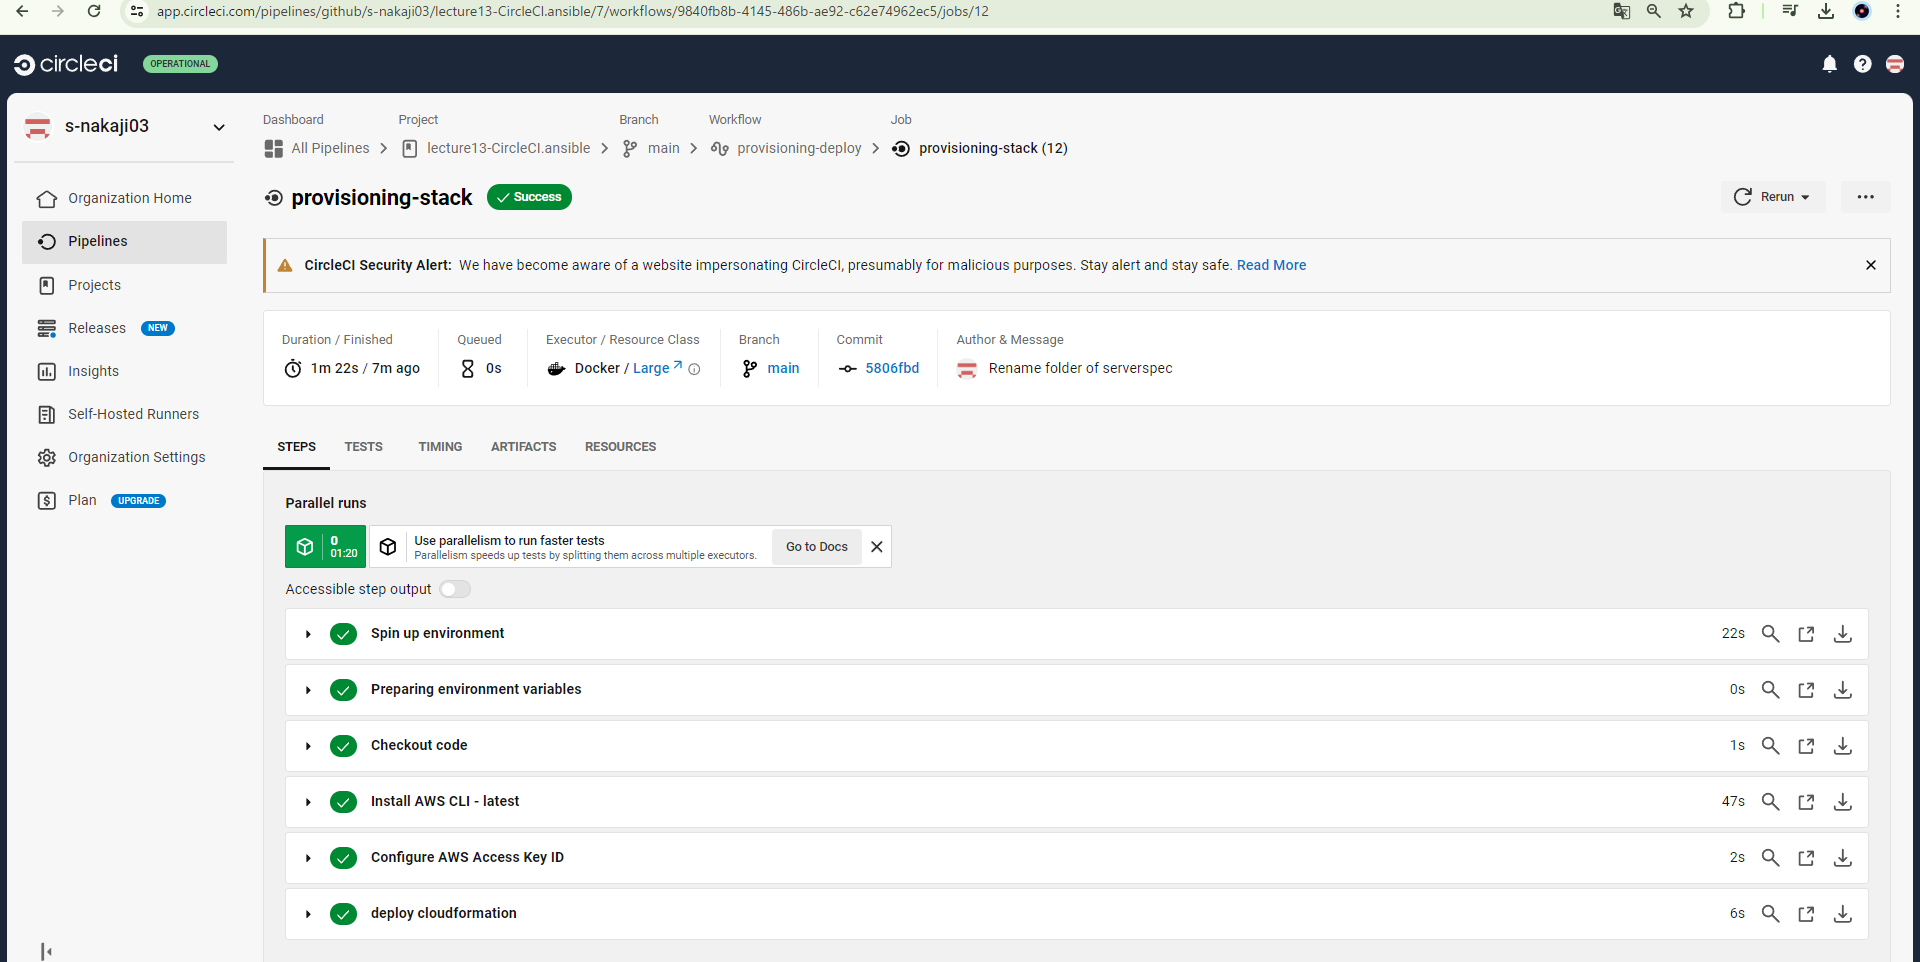 app.circleci.com/pipelines/github/s-nakaji03/lecture13-CircleCI.ansible/7/workflows/9840fb8b-4145-486b-ae92-c62e74962ec5/jobs/12
circleci OPERATIONAL
s-nakaji03
Organization Home
Pipelines
Projects
Releases NEW
Insights
Self-Hosted Runners
Organization Settings
Plan UPGRADE
Dashboard Project Branch Workflow Job
All Pipelines lecture13-CircleCI.ansible main provisioning-deploy provisioning-stack (12)
provisioning-stack Success Rerun
CircleCI Security Alert: We have become aware of a website impersonating CircleCI, presumably for malicious purposes. Stay alert and stay safe. Read More
Duration / Finished Queued Executor / Resource Class Branch Commit Author & Message
1m 22s / 7m ago 0s Docker / Large main 5806fbd Rename folder of serverspec
STEPS TESTS TIMING ARTIFACTS RESOURCES
Parallel runs
0
01:20
Use parallelism to run faster tests
Parallelism speeds up tests by splitting them across multiple executors.
Go to Docs
Accessible step output
Spin up environment 22s
Preparing environment variables 0s
Checkout code 1s
Install AWS CLI - latest 47s
Configure AWS Access Key ID 2s
deploy cloudformation 6s